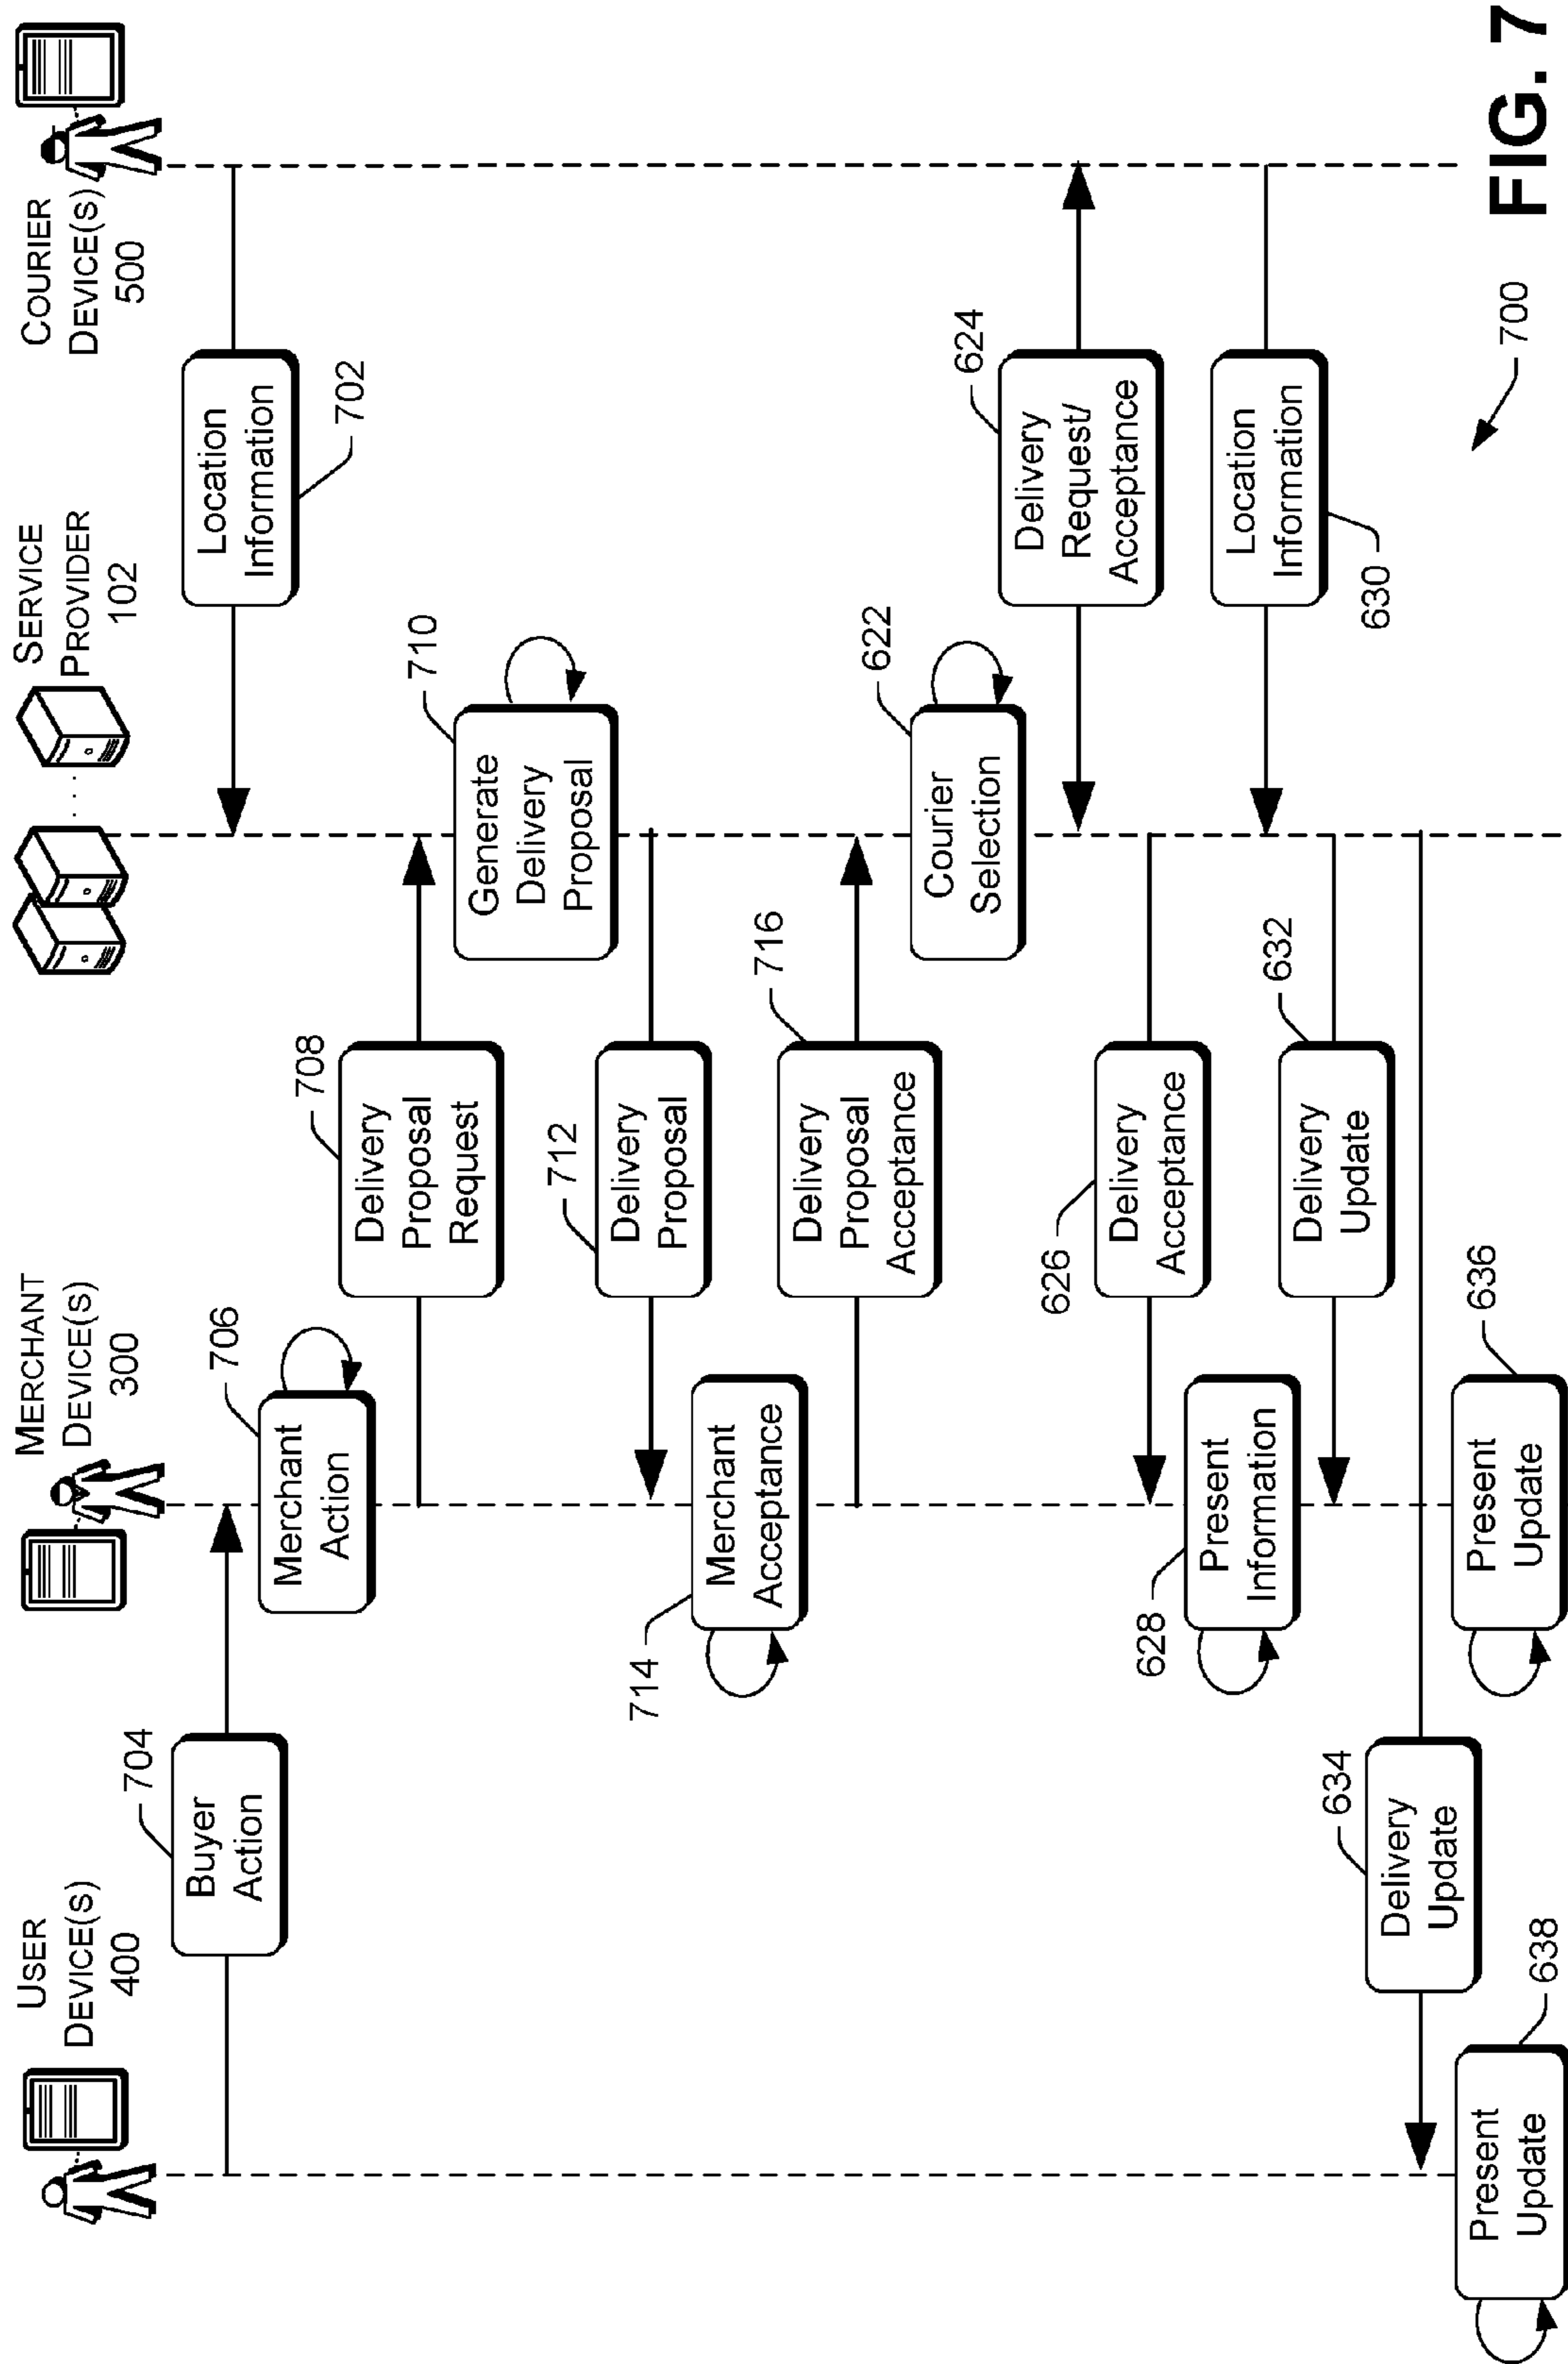 USER
DEVICE(S)
400
MERCHANT
DEVICE(S)
300
SERVICE
PROVIDER
102
COURIER
DEVICE(S)
500
Location
Information
702
Buyer
Action
704
Merchant
Action
706
Delivery
Proposal
Request
708
Generate
Delivery
Proposal
710
Delivery
Proposal
712
Merchant
Acceptance
714
Delivery
Proposal
Acceptance
716
Courier
Selection
622
Delivery
Request/
Acceptance
624
Delivery
Acceptance
626
Present
Information
628
Location
Information
630
Delivery
Update
632
Delivery
Update
634
Present
Update
636
Present
Update
638
700
FIG. 7